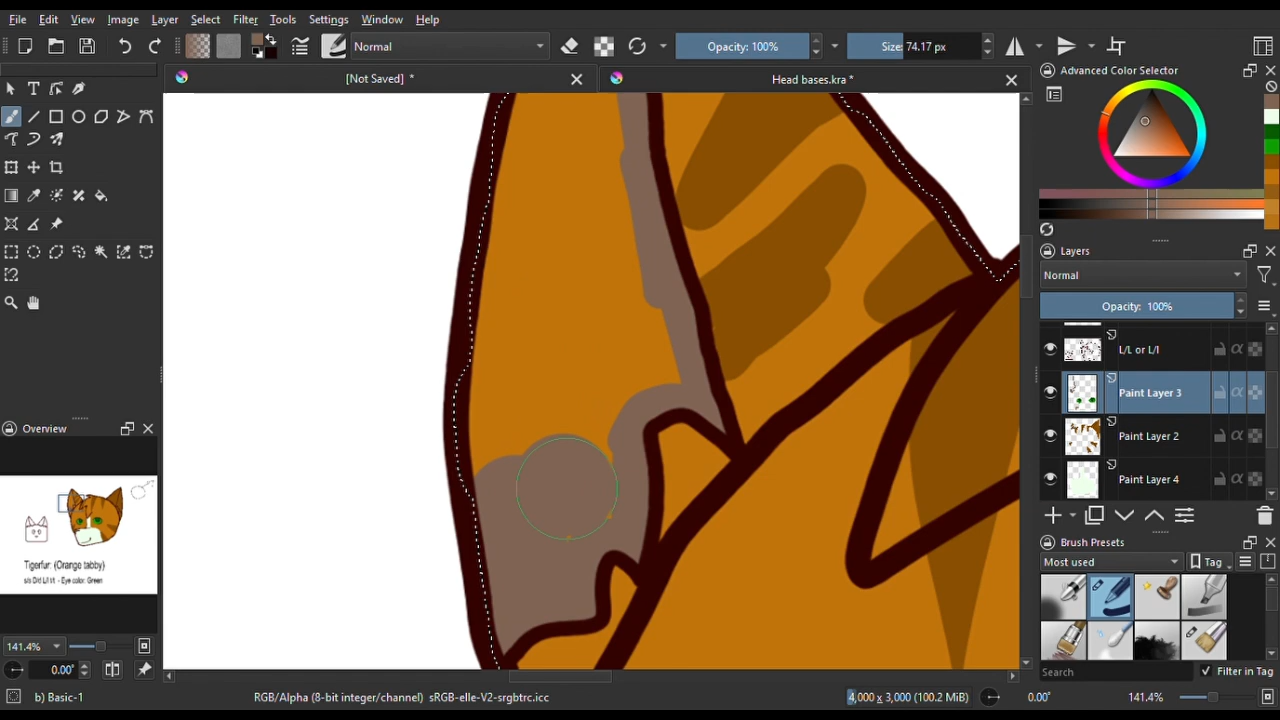 File Edit View Image Layer Select Filter Tools Settings Window Help
Normal Opacity: 100% Size: 74.17 px
[Not Saved] * Head bases.kra *
Advanced Color Selector
Layers
Normal
Opacity: 100%
L/L or L/l
Paint Layer 3
Paint Layer 2
Paint Layer 4
Brush Presets
Most used Tag
Search Filter in Tag
Overview
Tigerfur: (Orange tabby)
Eye color: Green
141.4%
0.00°
b) Basic-1 RGB/Alpha (8-bit integer/channel) sRGB-elle-V2-srgbtrc.icc 4,000 x 3,000 (100.2 MiB) 0.00° 141.4%